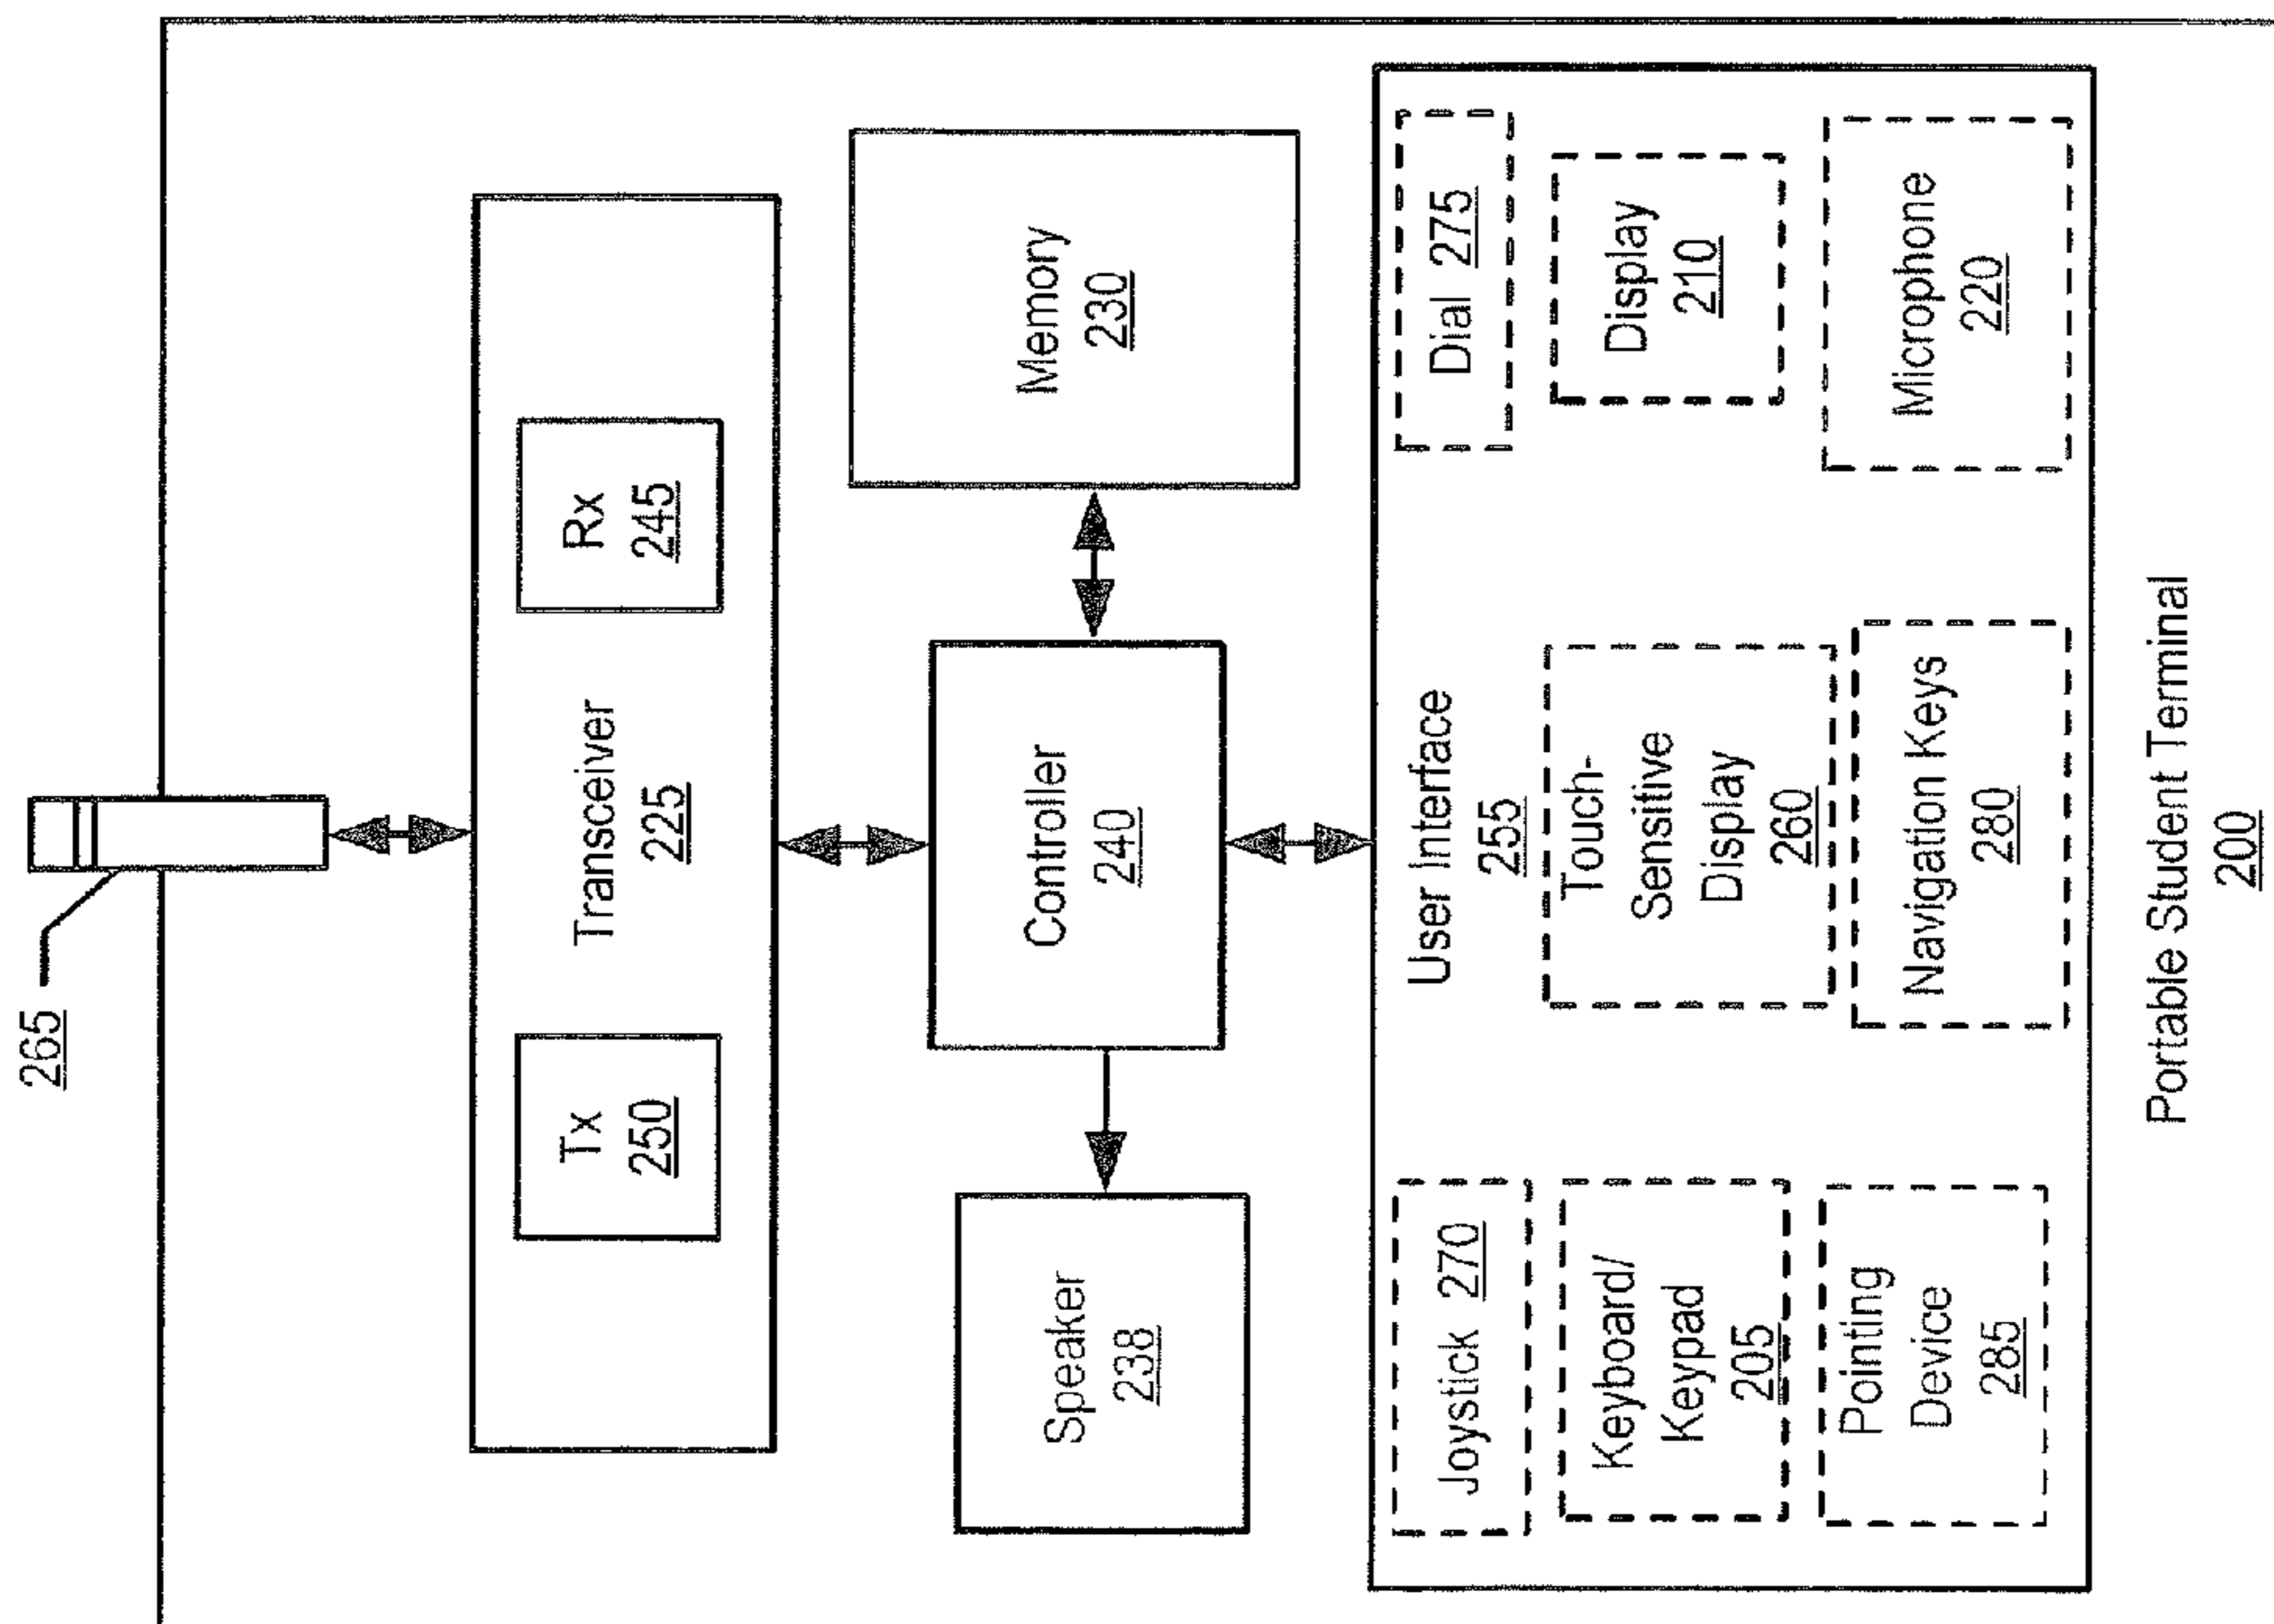 265
Tx
250
Transceiver
225
Rx
245
Speaker
238
Controller
240
Memory
230
User Interface
255
Joystick 270
Dial 275
Keyboard/
Keypad
205
Touch-
Sensitive
Display
260
Display
210
Pointing
Device
285
Navigation Keys
280
Microphone
220
Portable Student Terminal
200